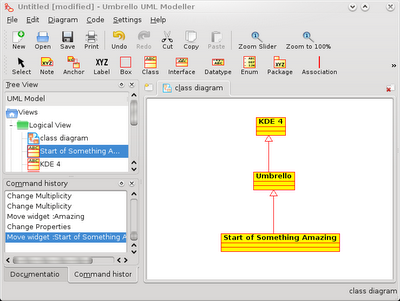 Untitled [modified] - Umbrello UML Modeller
File Edit Diagram Code Settings Help
New Open Save Print Undo Redo Cut Copy Paste Zoom Slider Zoom to 100%
Select Note Anchor Label Box Class Interface Datatype Enum Package Association
Tree View
UML Model
Views
Logical View
class diagram
Start of Something A...
KDE 4
Command history
Change Multiplicity
Change Multiplicity
Move widget :Amazing
Change Properties
Move widget :Start of Something A
Documentatio Command histor
class diagram
KDE 4
Umbrello
Start of Something Amazing
class diagram